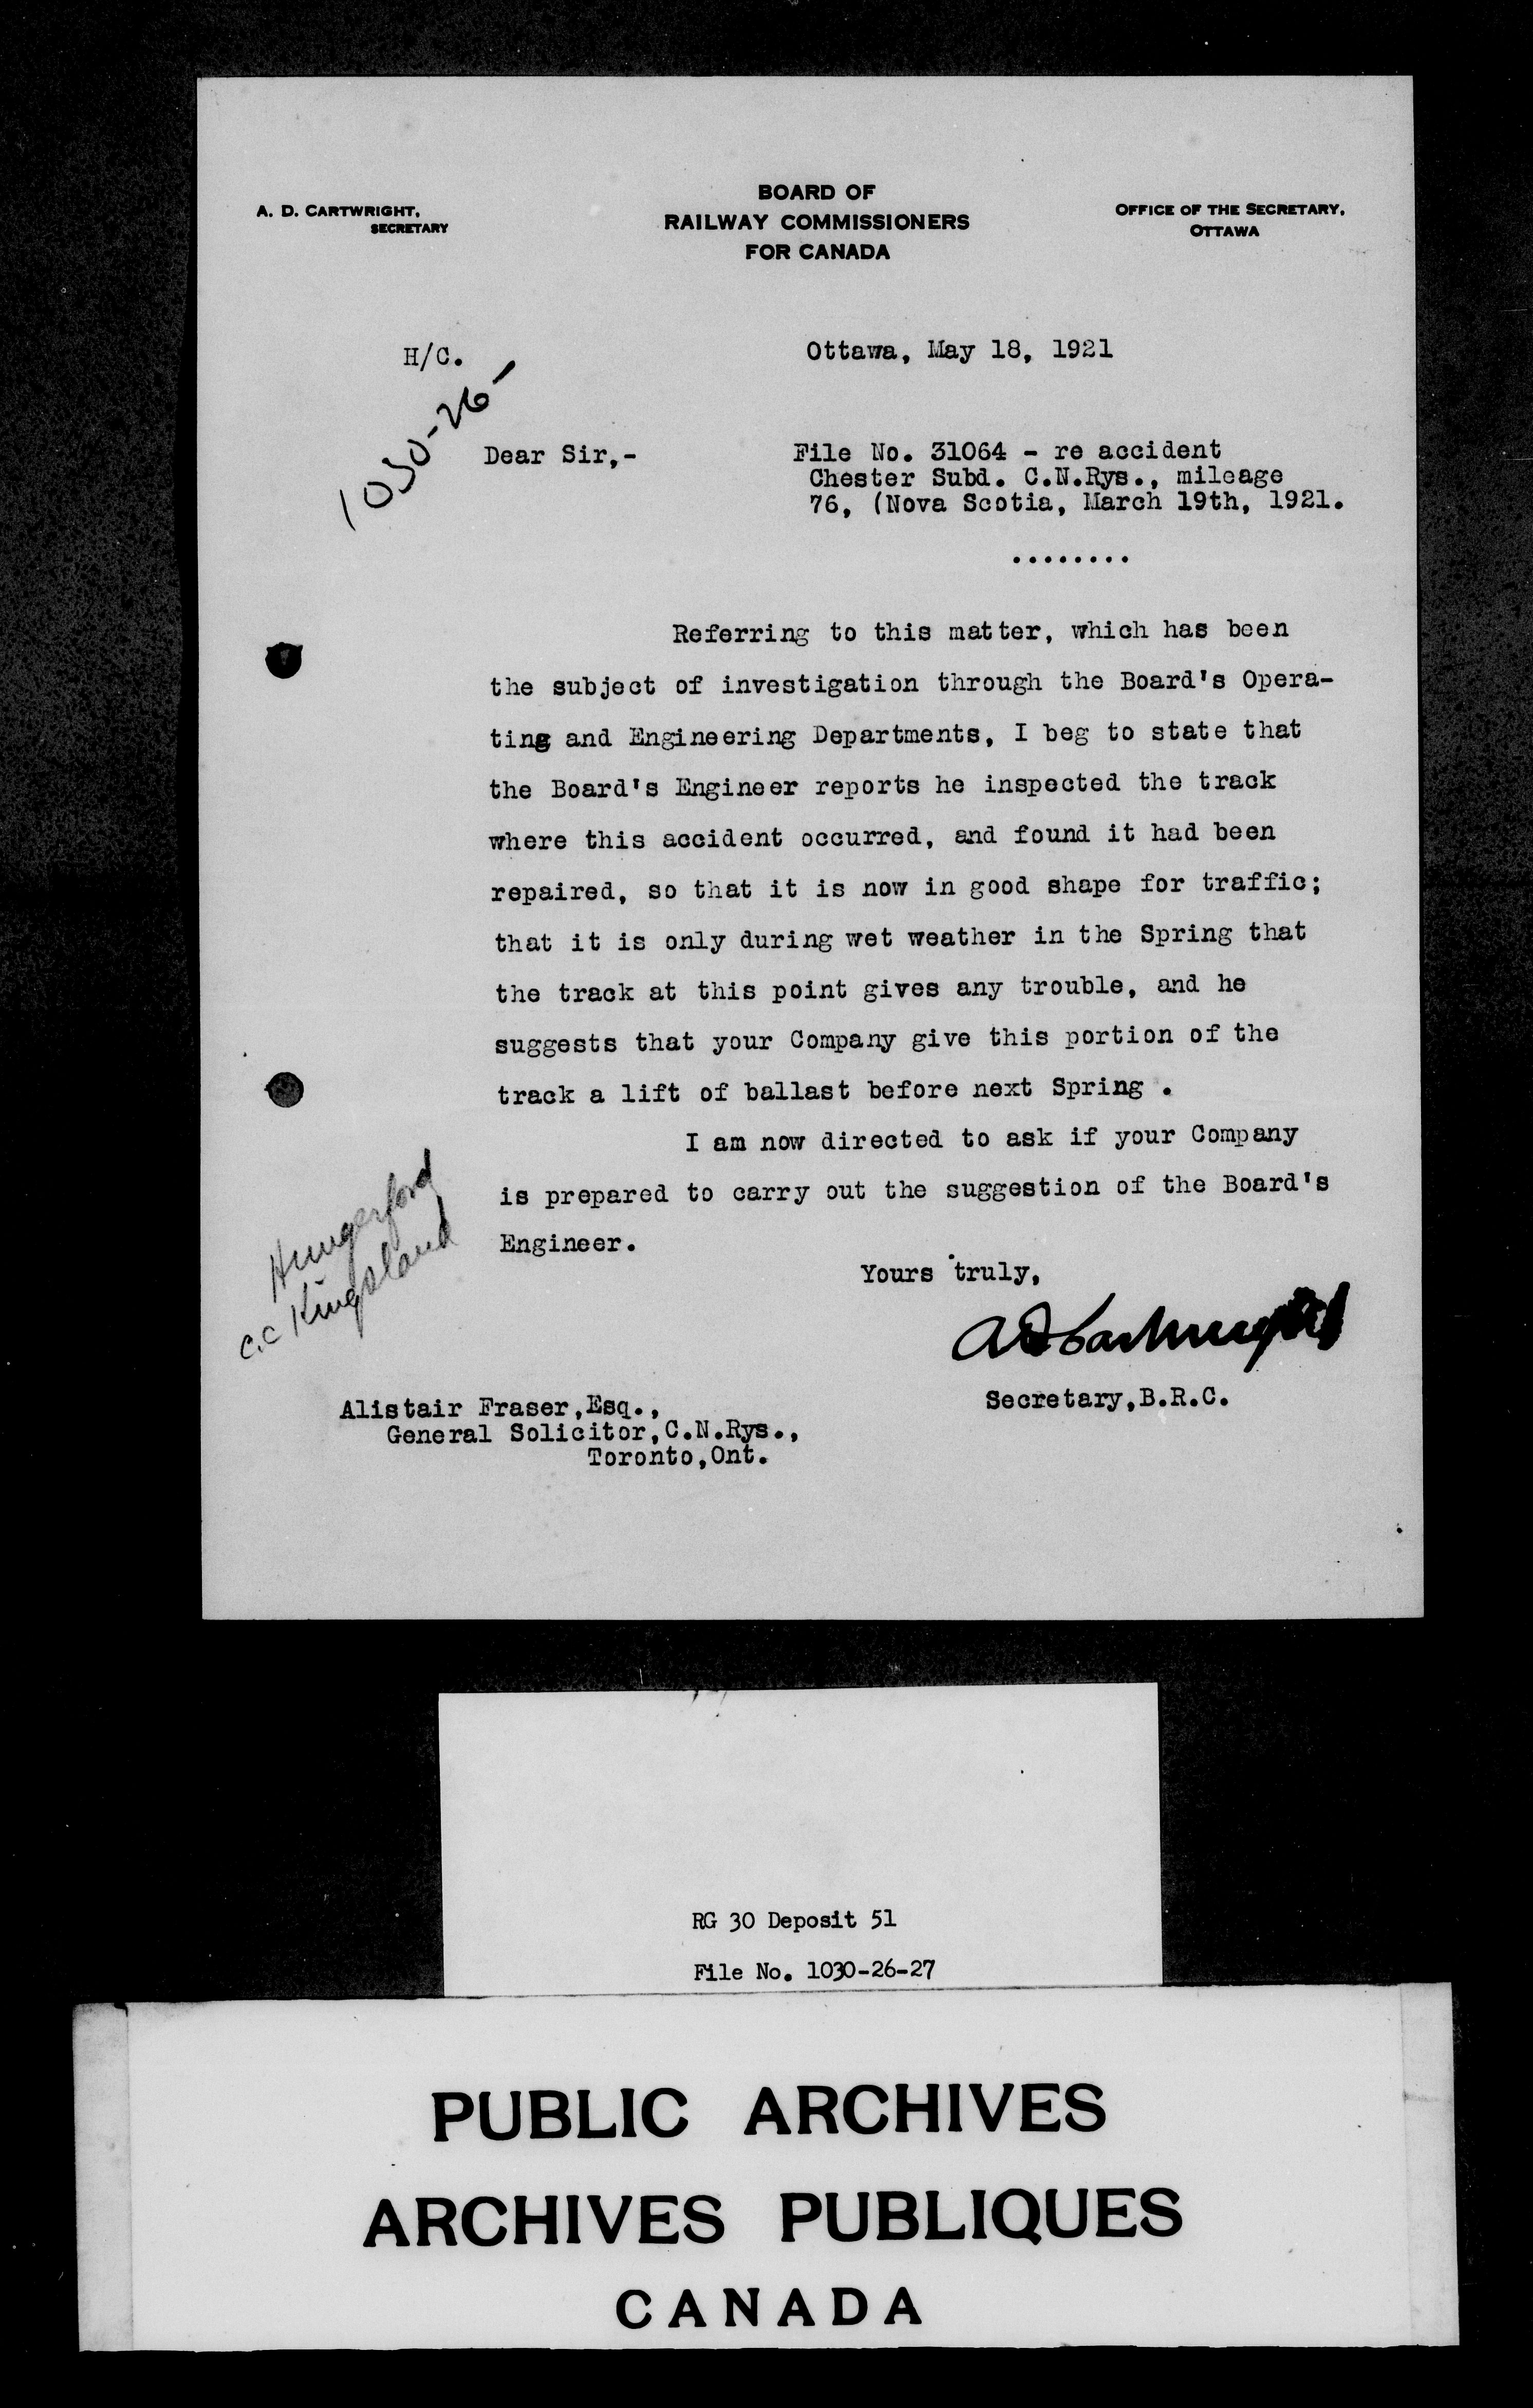 A. D. CARTWRIGHT,
SECRETARY
BOARD OF
RAILWAY COMMISSIONERS
FOR CANADA
OFFICE OF THE SECRETARY,
OTTAWA
H/C.
Ottawa, May 18, 1921
1030-26-
Dear Sir,-
File No. 31064 - re accident
Chester Subd. C.N.Rys., mileage
76, (Nova Scotia, March 19th, 1921.
........
Referring to this matter, which has been
the subject of investigation through the Board's Opera-
ting and Engineering Departments, I beg to state that
the Board's Engineer reports he inspected the track
where this accident occurred, and found it had been
repaired, so that it is now in good shape for traffic;
that it is only during wet weather in the Spring that
the track at this point gives any trouble, and he
suggests that your Company give this portion of the
track a lift of ballast before next Spring .
I am now directed to ask if your Company
is prepared to carry out the suggestion of the Board's
Engineer.
Hungerford
c.c Kingsland
Yours truly,
A D Cartwright
Secretary,B.R.C.
Alistair Fraser,Esq.,
General Solicitor,C.N.Rys.,
Toronto,Ont.
RG 30 Deposit 51
File No. 1030-26-27
PUBLIC ARCHIVES
ARCHIVES PUBLIQUES
CANADA